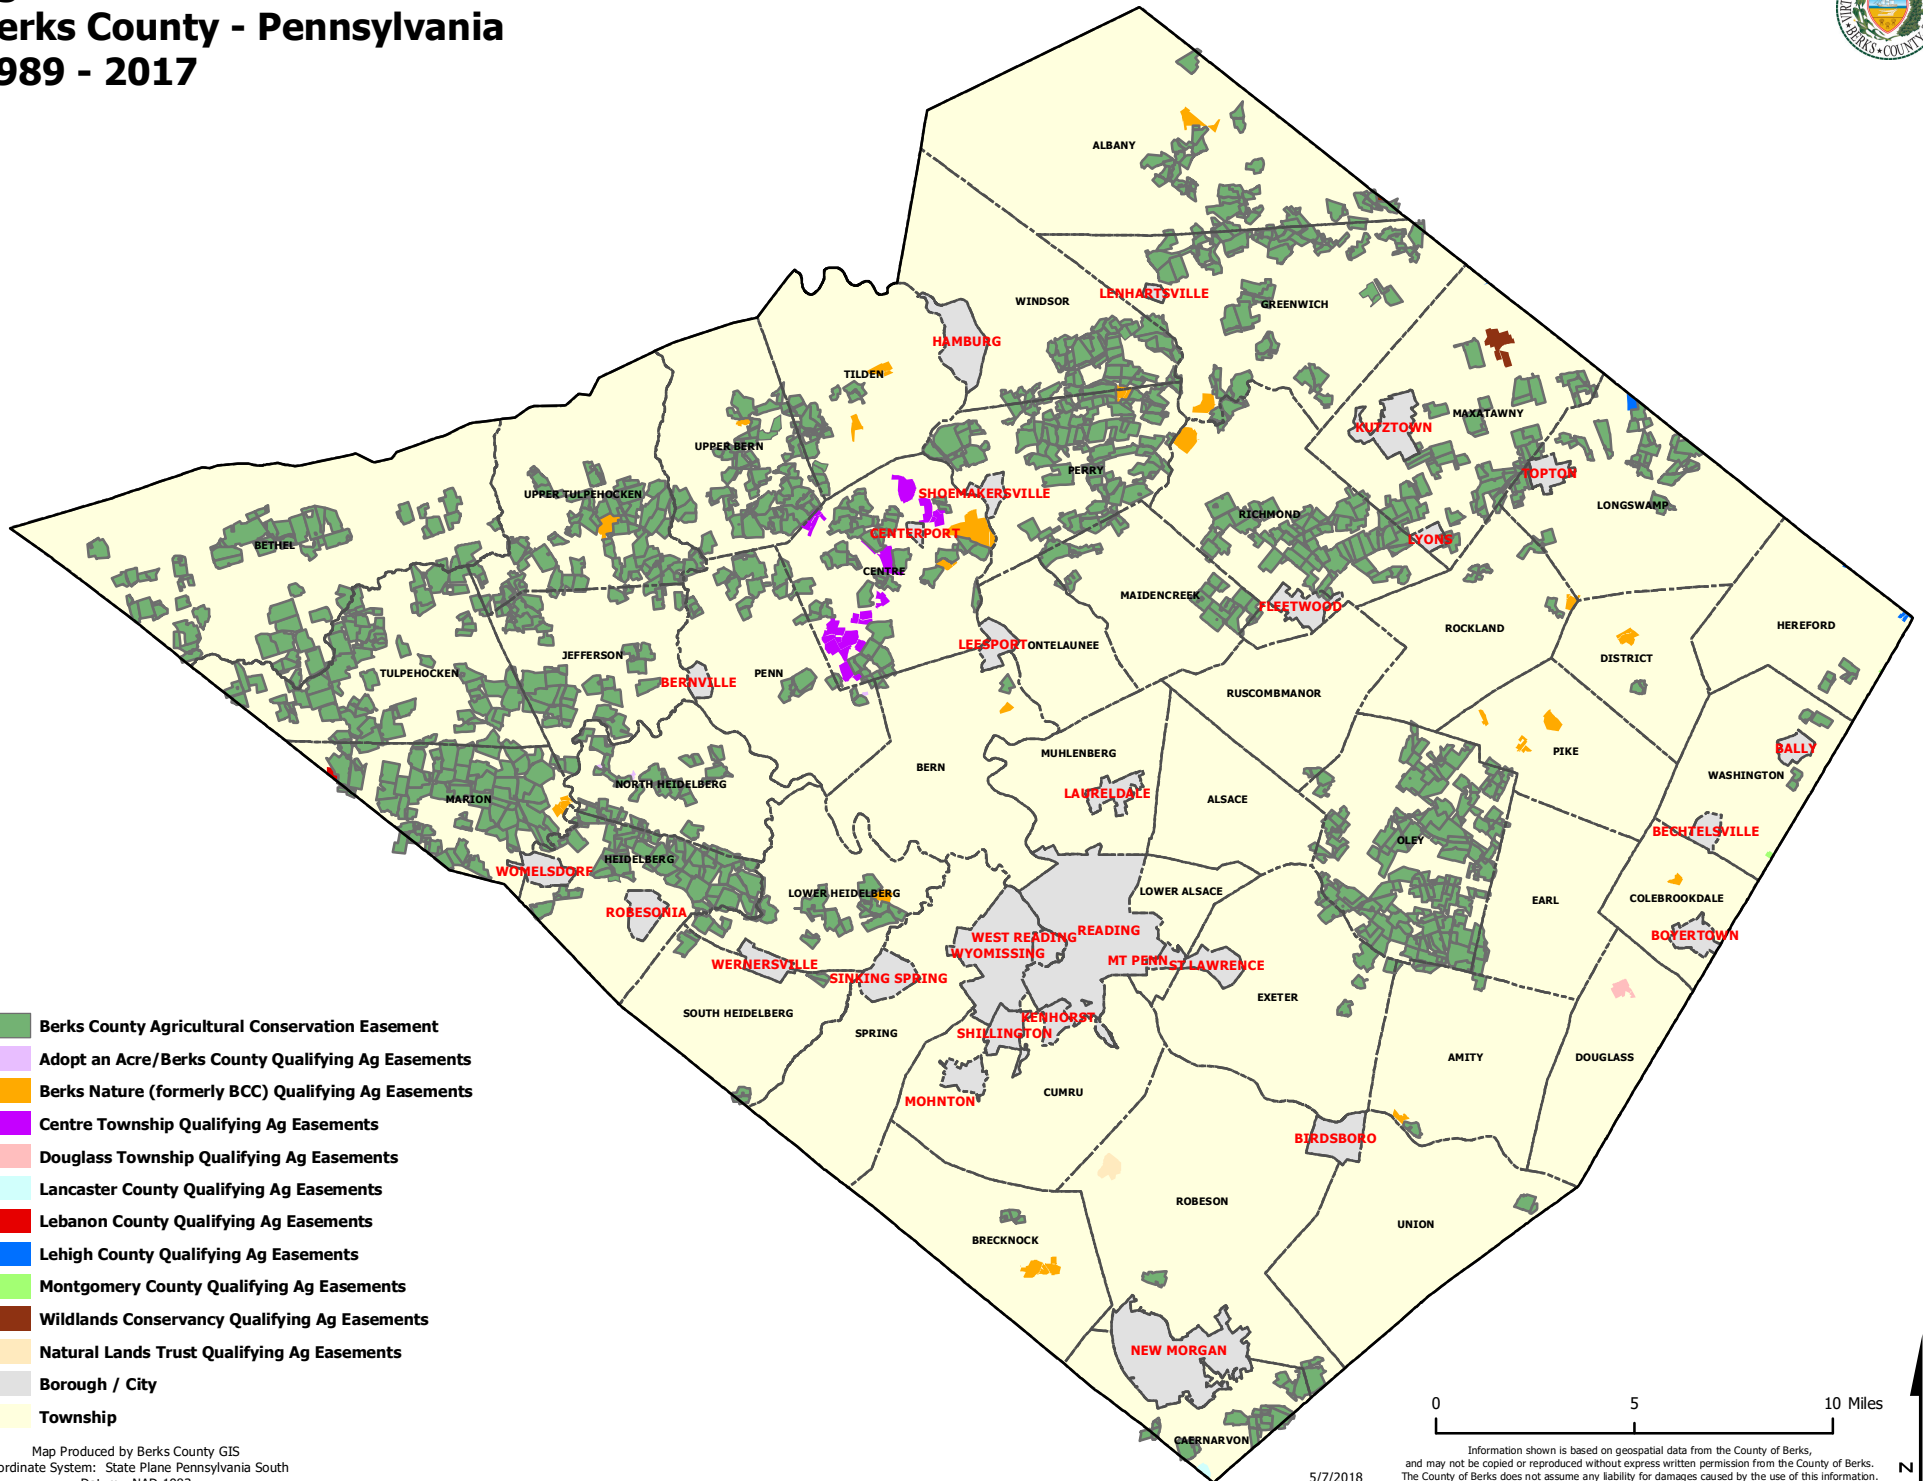 erks County - Pennsylvania
989 - 2017
BERKS COUNTY
ALBANY
WINDSOR
LENHARTSVILLE
GREENWICH
HAMBURG
TILDEN
MAXATAWNY
KUTZTOWN
UPPER BERN
PERRY
TOPTON
UPPER TULPEHOCKEN
SHOEMAKERSVILLE
LONGSWAMP
RICHMOND
CENTERPORT
LYONS
BETHEL
CENTRE
MAIDENCREEK
FLEETWOOD
ROCKLAND
HEREFORD
LEESPORT
ONTELAUNEE
JEFFERSON
DISTRICT
TULPEHOCKEN
PENN
BERNVILLE
RUSCOMBMANOR
MUHLENBERG
PIKE
BALLY
BERN
WASHINGTON
NORTH HEIDELBERG
LAURELDALE
MARION
ALSACE
BECHTELSVILLE
OLEY
HEIDELBERG
WOMELSDORF
LOWER HEIDELBERG
LOWER ALSACE
EARL
COLEBROOKDALE
ROBESONIA
READING
WEST READING
BOYERTOWN
WYOMISSING
MT PENN
ST LAWRENCE
WERNERSVILLE
SINKING SPRING
EXETER
SOUTH HEIDELBERG
KENHORST
SPRING
SHILLINGTON
AMITY
DOUGLASS
CUMRU
MOHNTON
BIRDSBORO
ROBESON
UNION
BRECKNOCK
NEW MORGAN
CAERNARVON
Berks County Agricultural Conservation Easement
Adopt an Acre/Berks County Qualifying Ag Easements
Berks Nature (formerly BCC) Qualifying Ag Easements
Centre Township Qualifying Ag Easements
Douglass Township Qualifying Ag Easements
Lancaster County Qualifying Ag Easements
Lebanon County Qualifying Ag Easements
Lehigh County Qualifying Ag Easements
Montgomery County Qualifying Ag Easements
Wildlands Conservancy Qualifying Ag Easements
Natural Lands Trust Qualifying Ag Easements
Borough / City
Township
Map Produced by Berks County GIS
ordinate System: State Plane Pennsylvania South
0 5 10 Miles
Information shown is based on geospatial data from the County of Berks,
and may not be copied or reproduced without express written permission from the County of Berks.
5/7/2018 The County of Berks does not assume any liability for damages caused by the use of this information.
N